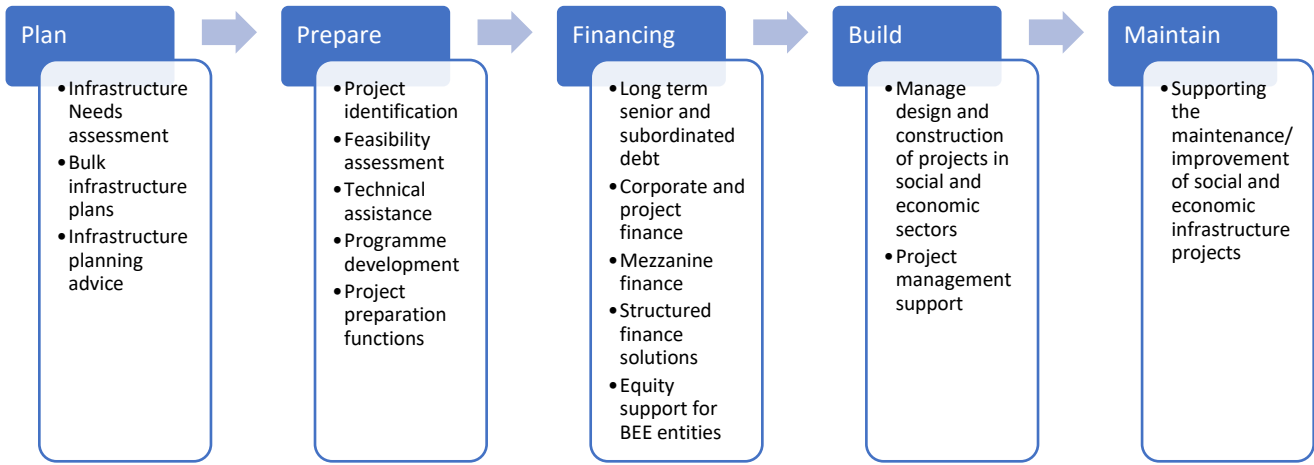 Plan
• Infrastructure
Needs
assessment
• Bulk
infrastructure
plans
• Infrastructure
planning
advice
Prepare
• Project
identification
• Feasibility
assessment
• Technical
assistance
• Programme
development
• Project
preparation
functions
Financing
• Long term
senior and
subordinated
debt
• Corporate and
project
finance
• Mezzanine
finance
• Structured
finance
solutions
• Equity
support for
BEE entities
Build
• Manage
design and
construction
of projects in
social and
economic
sectors
• Project
management
support
Maintain
• Supporting
the
maintenance/
improvement
of social and
economic
infrastructure
projects